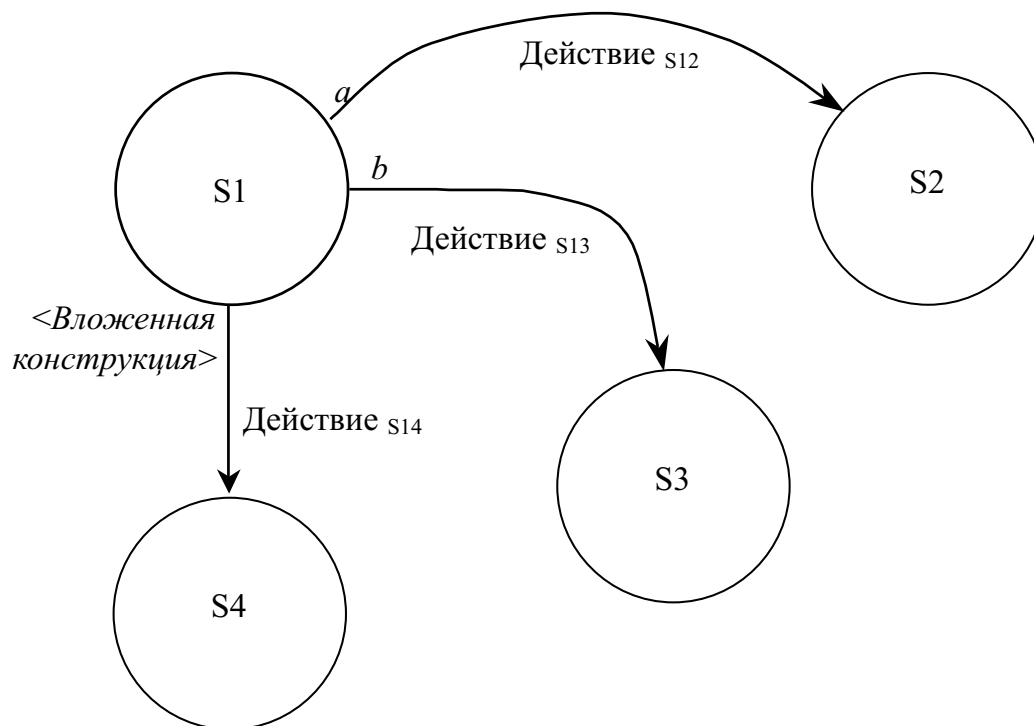 Действие S12
a
S1
S2
b
Действие S13
<Вложенная
конструкция>
Действие S14
S3
S4